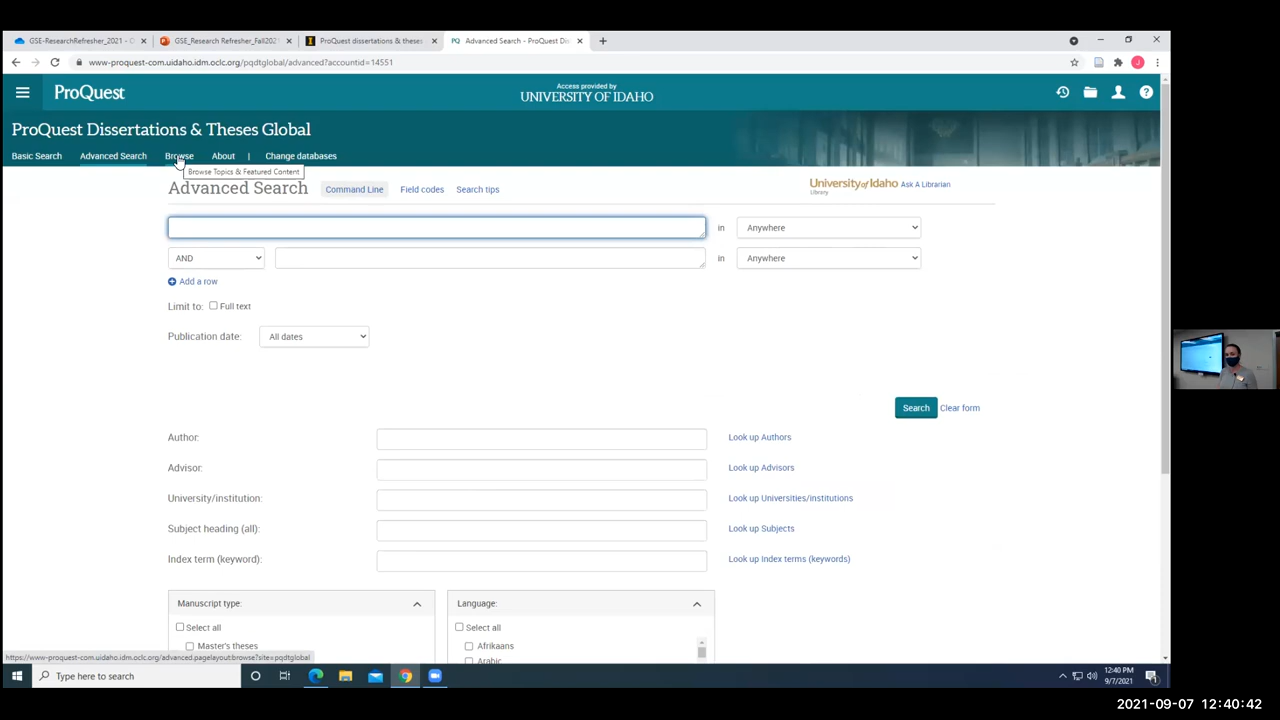 GSE-ResearchRefresher_2021 - O
GSE_Research Refresher_Fall202
ProQuest dissertations & theses
PQ Advanced Search - ProQuest Dis
www-proquest-com.uidaho.idm.oclc.org/pqdtglobal/advanced?accountid=14551
J
ProQuest
Access provided by
UNIVERSITY OF IDAHO
ProQuest Dissertations & Theses Global
Basic Search Advanced Search Browse About | Change databases
Browse Topics & Featured Content
Advanced Search Command Line Field codes Search tips
University of Idaho Library Ask A Librarian
in Anywhere
AND in Anywhere
Add a row
Limit to: Full text
Publication date: All dates
Search Clear form
Author: Look up Authors
Advisor: Look up Advisors
University/institution: Look up Universities/institutions
Subject heading (all): Look up Subjects
Index term (keyword): Look up Index terms (keywords)
Manuscript type: Language:
Select all Select all
Master's theses Afrikaans
Arabic
https://www-proquest-com.uidaho.idm.oclc.org/advanced.pagelayout:browse?site=pqdtglobal
Type here to search
12:40 PM
9/7/2021
1
2021-09-07 12:40:42